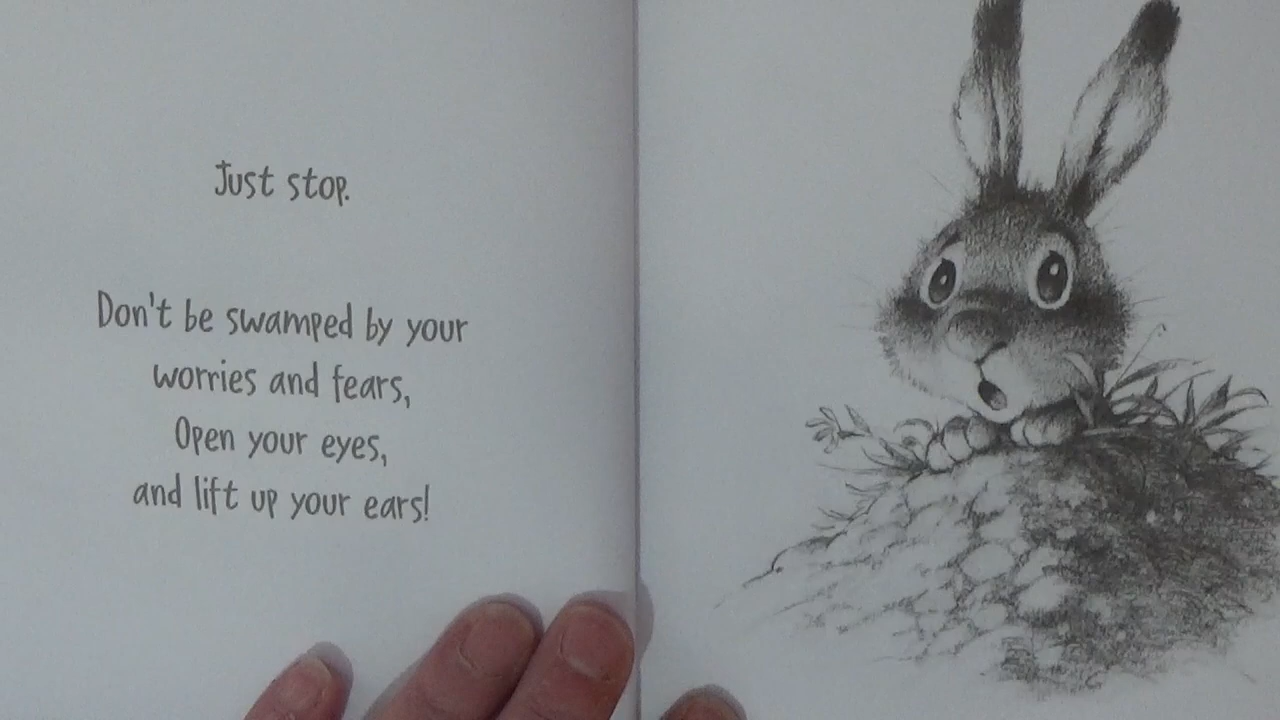 Just stop.
Don't be swamped by your
worries and fears,
Open your eyes,
and lift up your ears!